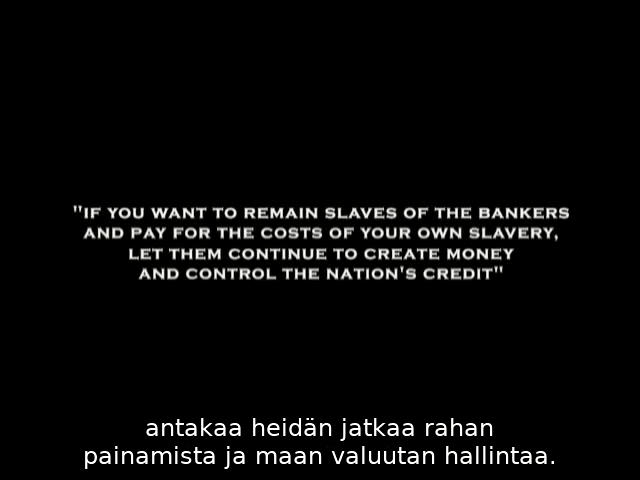 "IF YOU WANT TO REMAIN SLAVES OF THE BANKERS
AND PAY FOR THE COSTS OF YOUR OWN SLAVERY,
LET THEM CONTINUE TO CREATE MONEY
AND CONTROL THE NATION'S CREDIT"
antakaa heidän jatkaa rahan
painamista ja maan valuutan hallintaa.